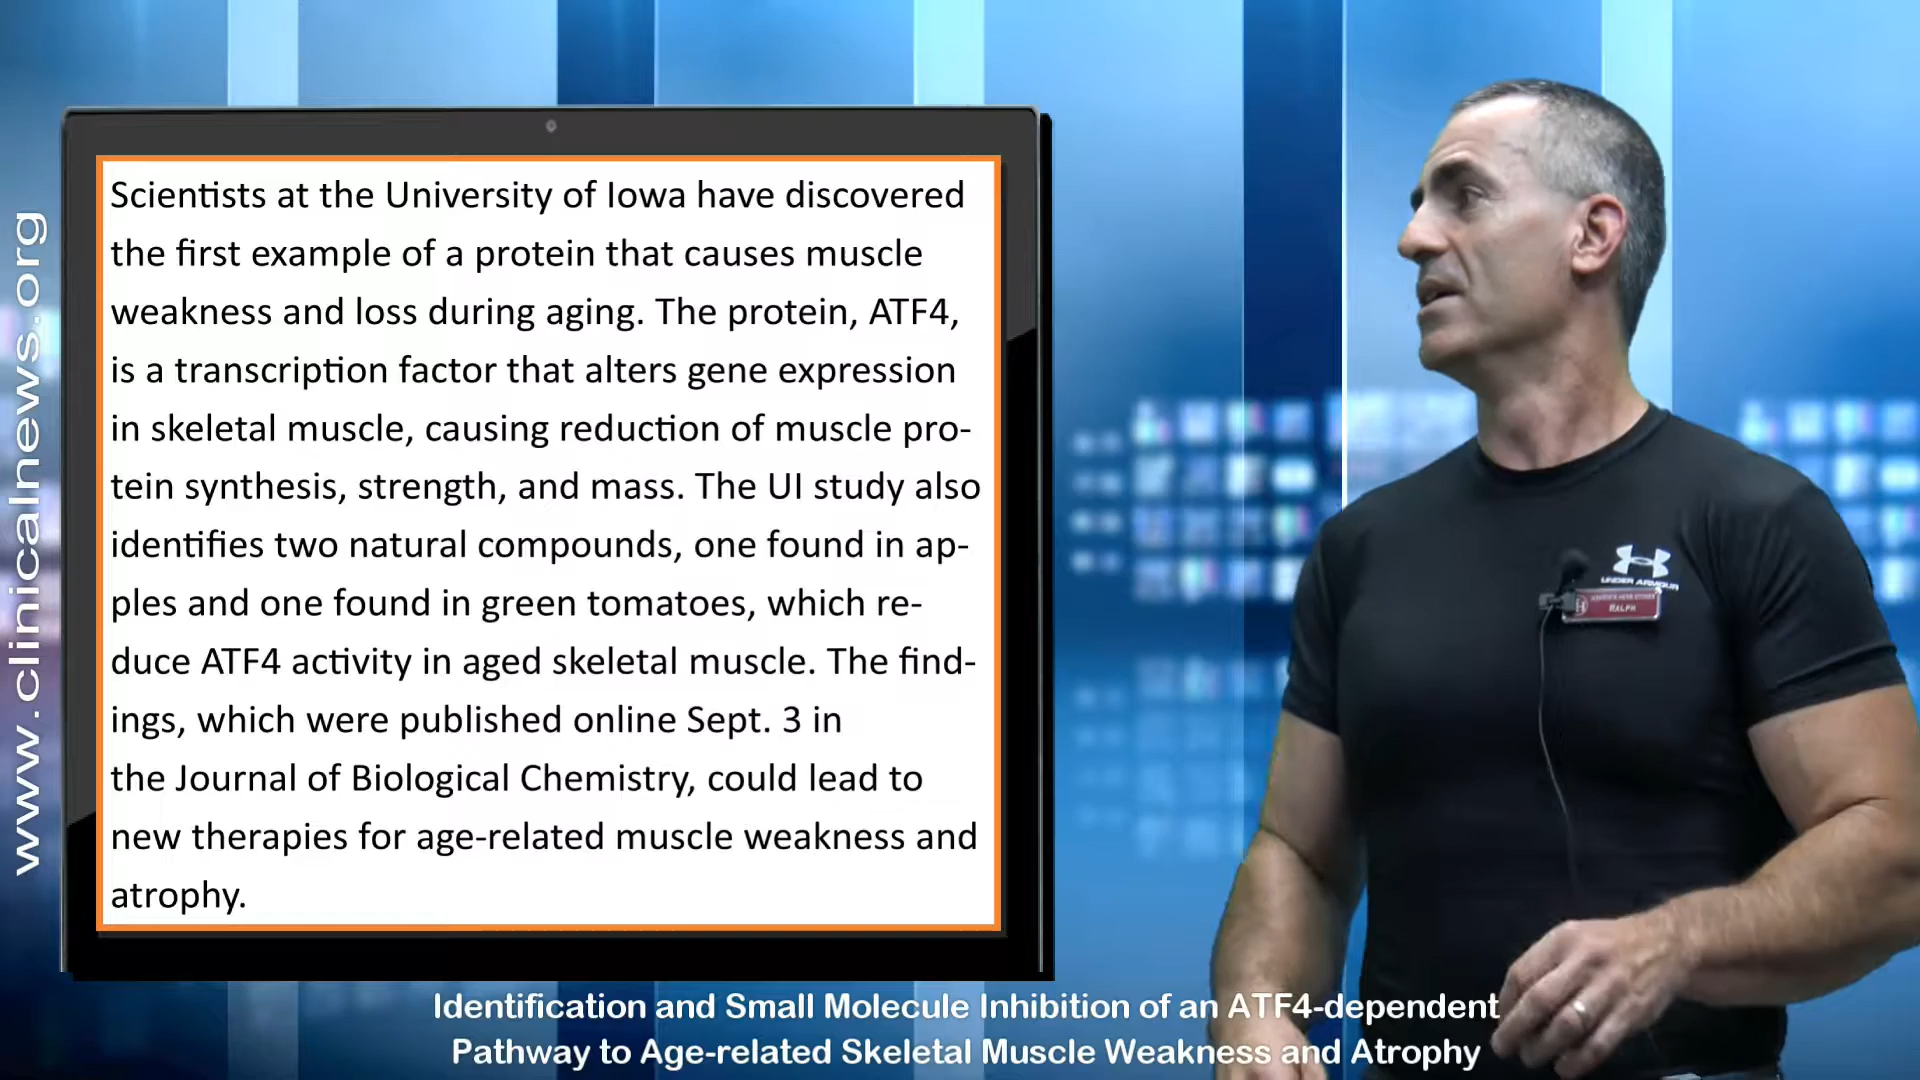 www.clinicalnews.org
Scientists at the University of Iowa have discovered
the first example of a protein that causes muscle
weakness and loss during aging. The protein, ATF4,
is a transcription factor that alters gene expression
in skeletal muscle, causing reduction of muscle pro-
tein synthesis, strength, and mass. The UI study also
identifies two natural compounds, one found in ap-
ples and one found in green tomatoes, which re-
duce ATF4 activity in aged skeletal muscle. The find-
ings, which were published online Sept. 3 in
the Journal of Biological Chemistry, could lead to
new therapies for age-related muscle weakness and
atrophy.
UNDER ARMOUR
RALPH
Identification and Small Molecule Inhibition of an ATF4-dependent
Pathway to Age-related Skeletal Muscle Weakness and Atrophy